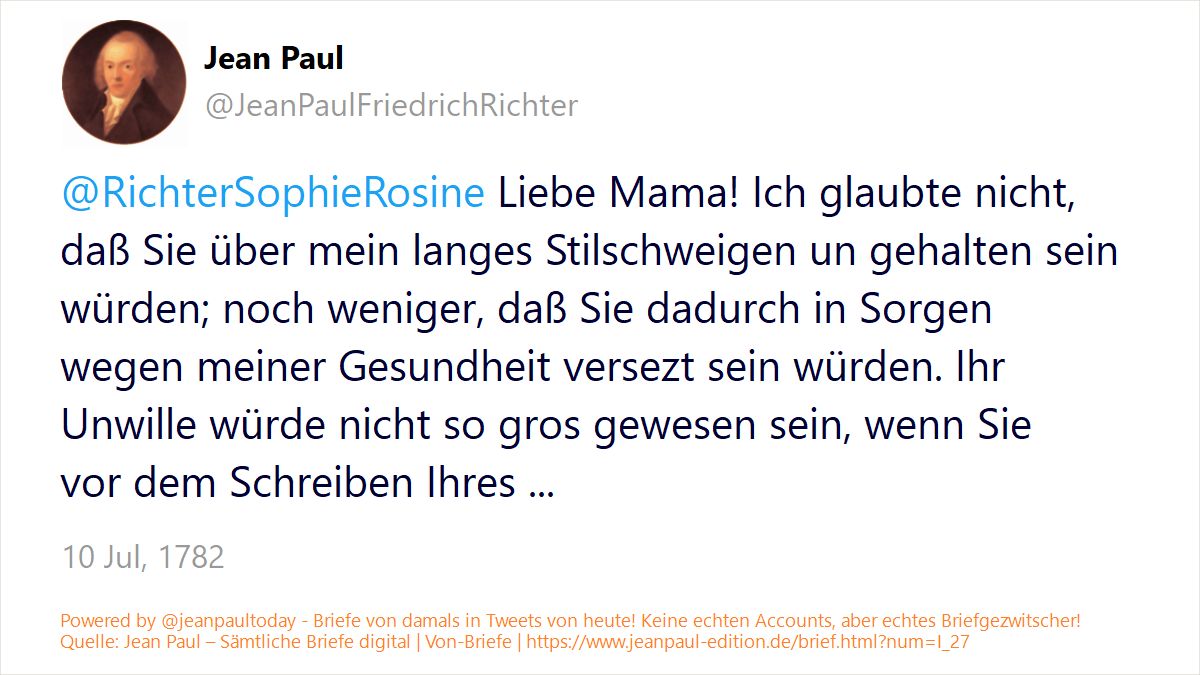 Jean Paul
@JeanPaulFriedrichRichter
@RichterSophieRosine Liebe Mama! Ich glaubte nicht,
daß Sie über mein langes Stilschweigen un gehalten sein
würden; noch weniger, daß Sie dadurch in Sorgen
wegen meiner Gesundheit versezt sein würden. Ihr
Unwille würde nicht so gros gewesen sein, wenn Sie
vor dem Schreiben Ihres ...
10 Jul, 1782
Powered by @jeanpaultoday - Briefe von damals in Tweets von heute! Keine echten Accounts, aber echtes Briefgezwitscher!
Quelle: Jean Paul – Sämtliche Briefe digital | Von-Briefe | https://www.jeanpaul-edition.de/brief.html?num=I_27